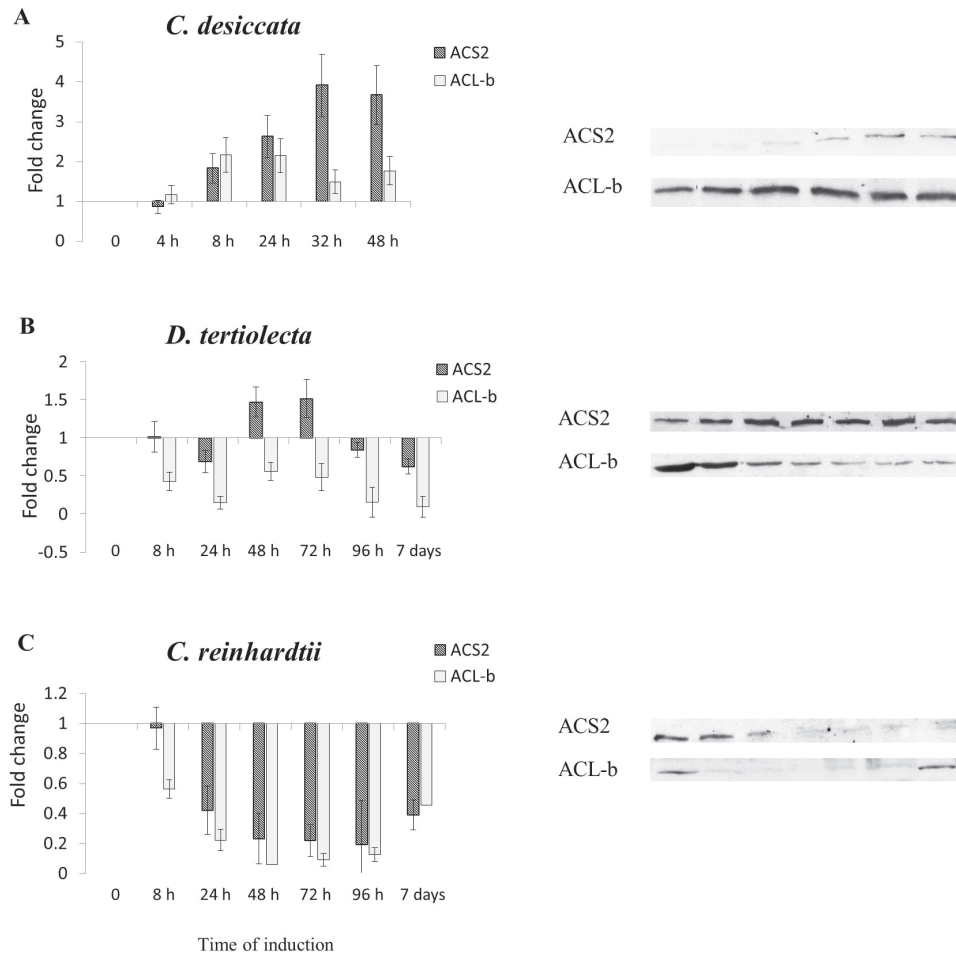 A
C. desiccata
ACS2
ACL-b
5
4
3
2
1
0
Fold change
0 4 h 8 h 24 h 32 h 48 h
ACS2
ACL-b
B
D. tertiolecta
ACS2
ACL-b
2
1.5
1
0.5
0
-0.5
Fold change
0 8 h 24 h 48 h 72 h 96 h 7 days
ACS2
ACL-b
C
C. reinhardtii
ACS2
ACL-b
1.2
1
0.8
0.6
0.4
0.2
0
Fold change
0 8 h 24 h 48 h 72 h 96 h 7 days
ACS2
ACL-b
Time of induction